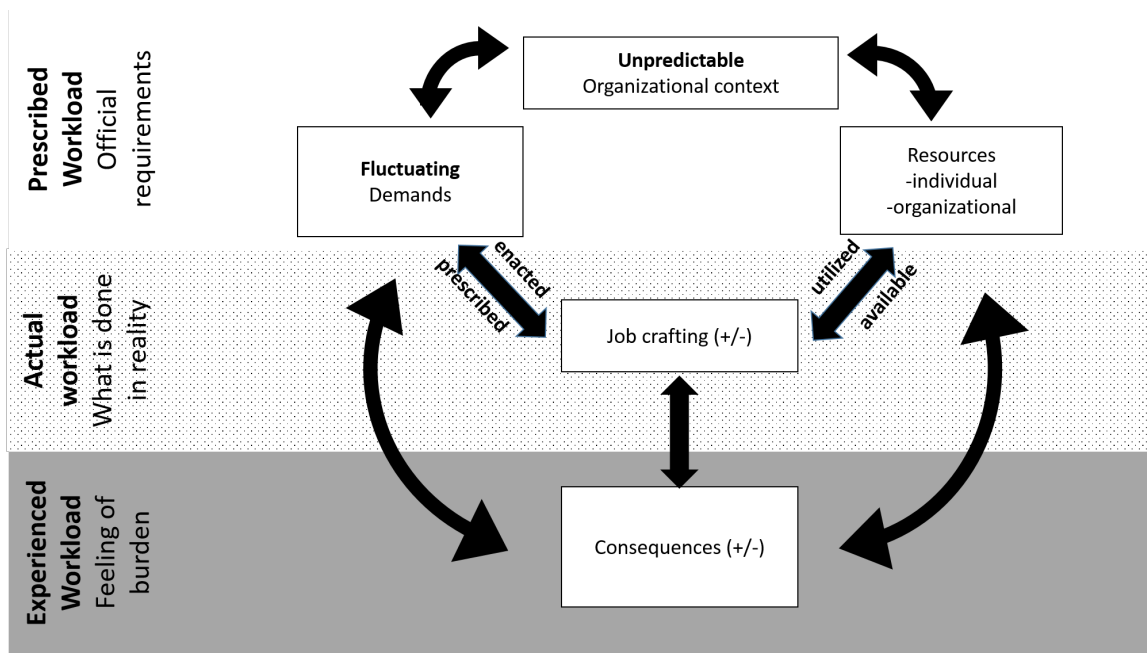 Prescribed
Workload
Official
requirements
Unpredictable
Organizational context
Fluctuating
Demands
Resources
-individual
-organizational
Actual
workload
What is done
in reality
enacted
prescribed
utilized
available
Job crafting (+/-)
Experienced
Workload
Feeling of
burden
Consequences (+/-)